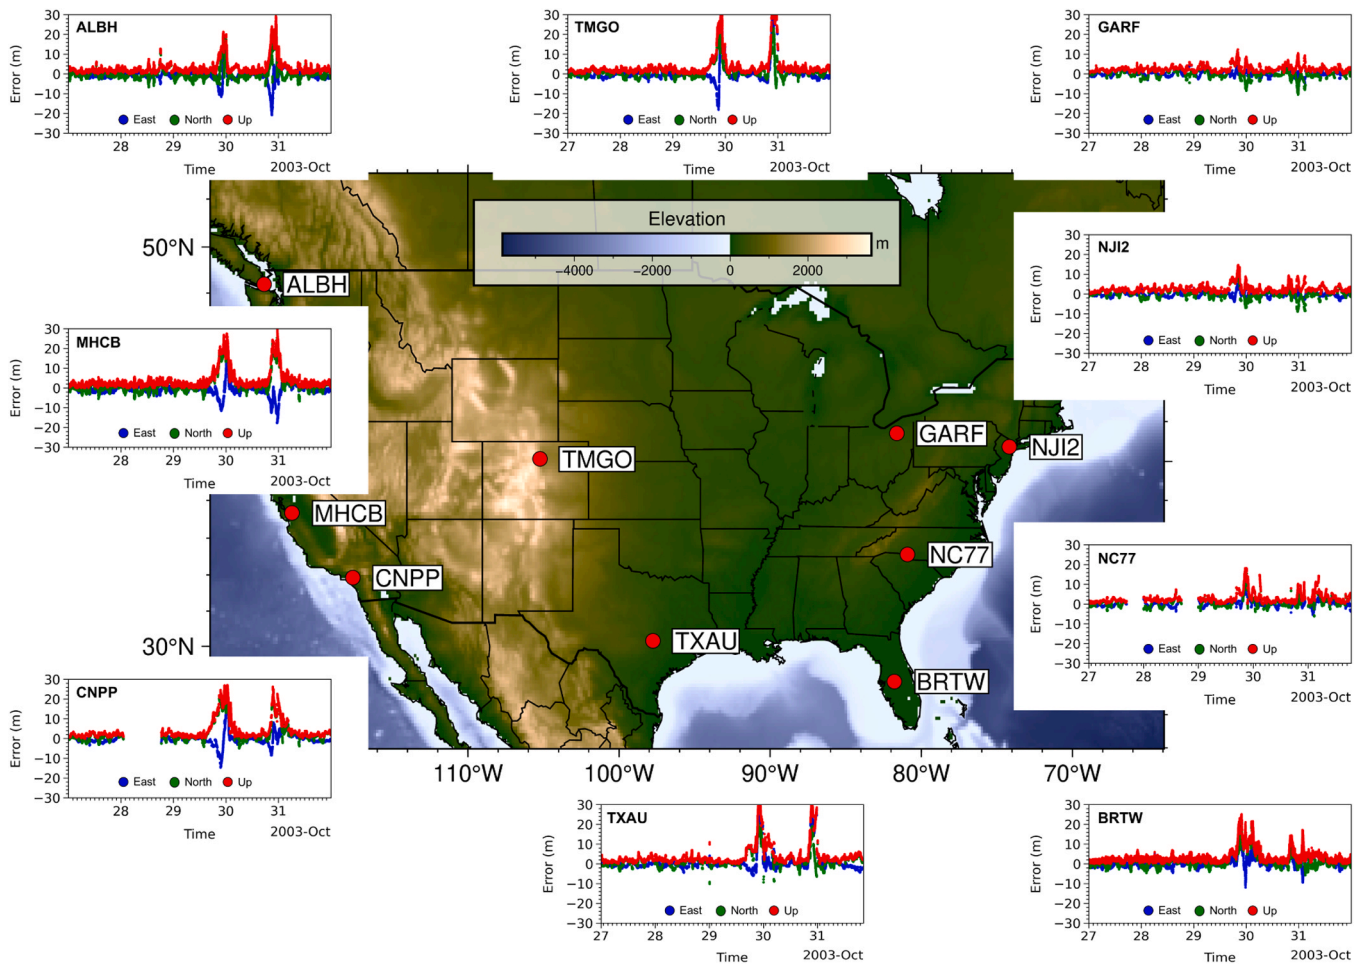 ALBH
30
20
10
0
−10
−20
−30
Error (m)
East North Up
28 29 30 31
Time
2003-Oct
TMGO
30
20
10
0
−10
−20
−30
Error (m)
East North Up
27 28 29 30 31
Time
2003-Oct
GARF
30
20
10
0
−10
−20
−30
Error (m)
East North Up
27 28 29 30 31
Time
2003-Oct
Elevation
m
−4000 −2000 0 2000
50°N
30°N
110°W 100°W 90°W 80°W 70°W
ALBH
TMGO
MHCB
CNPP
TXAU
GARF
NJI2
NC77
BRTW
NJI2
30
20
10
0
−10
−20
−30
Error (m)
East North Up
27 28 29 30 31
Time
2003-Oct
MHCB
30
20
10
0
−10
−20
−30
Error (m)
East North Up
28 29 30 31
Time
2003-Oct
NC77
30
20
10
0
−10
−20
−30
Error (m)
East North Up
27 28 29 30 31
Time
2003-Oct
CNPP
30
20
10
0
−10
−20
−30
Error (m)
East North Up
28 29 30 31
Time
2003-Oct
TXAU
30
20
10
0
−10
−20
−30
Error (m)
East North Up
27 28 29 30 31
Time
2003-Oct
BRTW
30
20
10
0
−10
−20
−30
Error (m)
East North Up
27 28 29 30 31
Time
2003-Oct